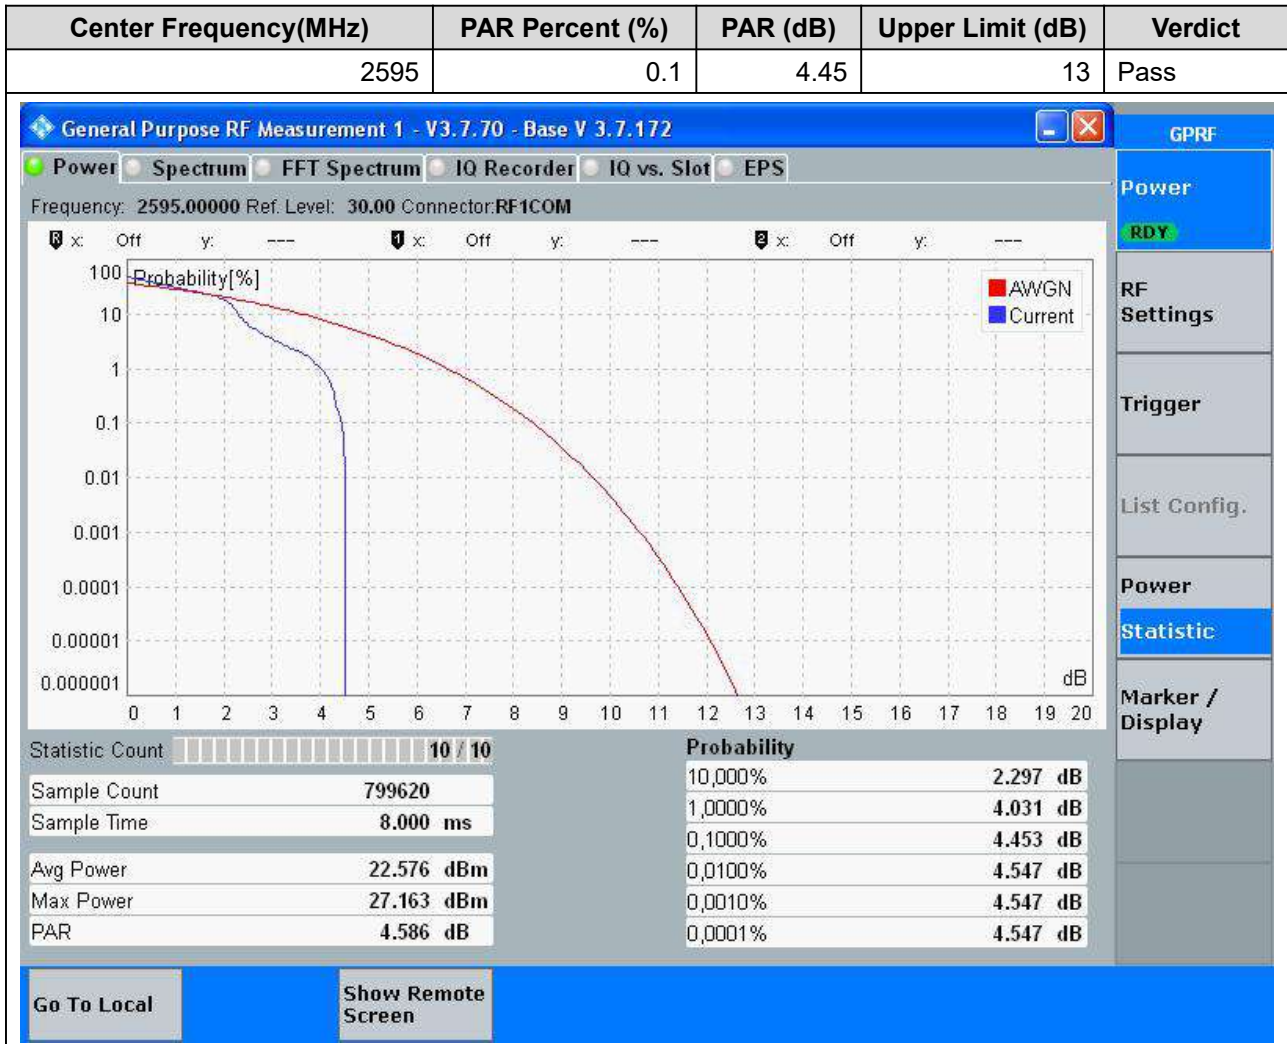 Center Frequency(MHz) PAR Percent (%) PAR (dB) Upper Limit (dB) Verdict
2595 0.1 4.45 13 Pass
General Purpose RF Measurement 1 - V3.7.70 - Base V 3.7.172
GPRF
Power Spectrum FFT Spectrum IQ Recorder IQ vs. Slot EPS
Power
RDY
Frequency: 2595.00000 Ref. Level: 30.00 Connector:RF1COM
R x: Off y: --- 1 x: Off y: --- 2 x: Off y: ---
Probability[%]
AWGN
Current
100
10
1
0.1
0.01
0.001
0.0001
0.00001
0.000001
dB
0 1 2 3 4 5 6 7 8 9 10 11 12 13 14 15 16 17 18 19 20
RF
Settings
Trigger
List Config.
Power
Statistic
Marker /
Display
Statistic Count 10 / 10
Sample Count 799620
Sample Time 8.000 ms
Avg Power 22.576 dBm
Max Power 27.163 dBm
PAR 4.586 dB
Probability
10,000% 2.297 dB
1,0000% 4.031 dB
0,1000% 4.453 dB
0,0100% 4.547 dB
0,0010% 4.547 dB
0,0001% 4.547 dB
Go To Local
Show Remote
Screen